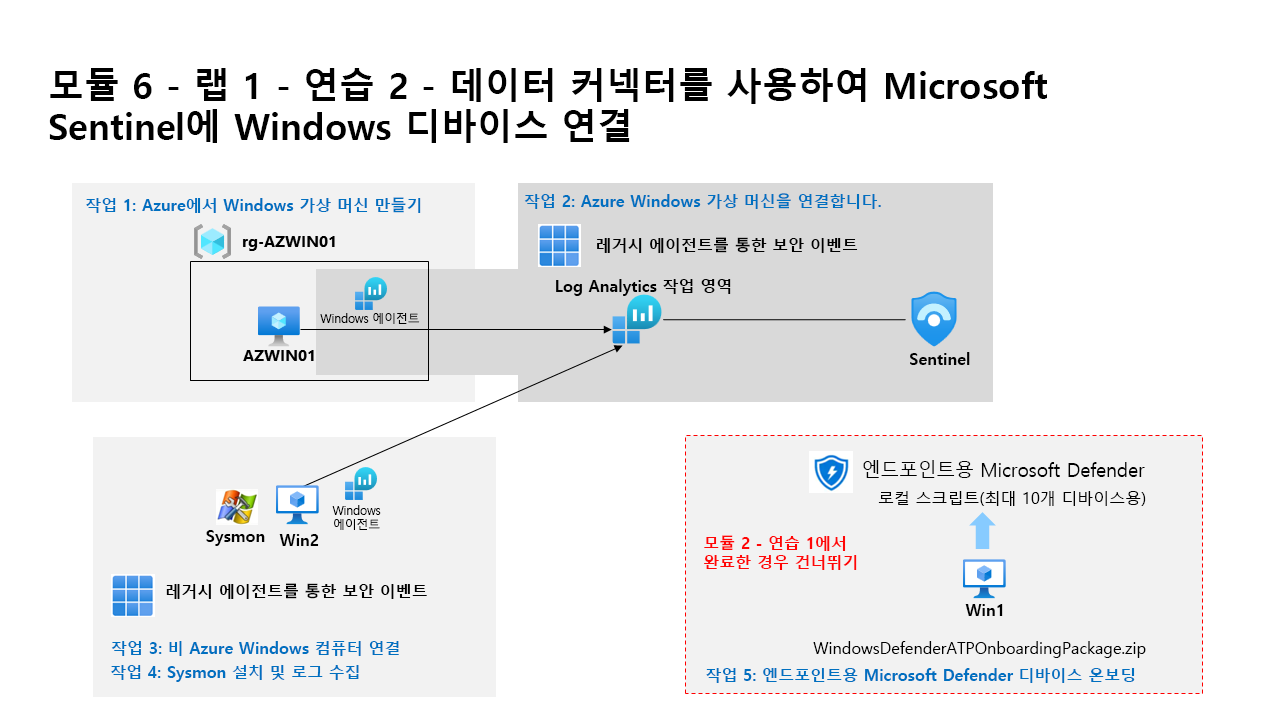 모듈 6 - 랩 1 - 연습 2 - 데이터 커넥터를 사용하여 Microsoft
Sentinel에 Windows 디바이스 연결
작업 1: Azure에서 Windows 가상 머신 만들기
rg-AZWIN01
Windows 에이전트
AZWIN01
작업 2: Azure Windows 가상 머신을 연결합니다.
레거시 에이전트를 통한 보안 이벤트
Log Analytics 작업 영역
Sentinel
Sysmon
Win2
Windows
에이전트
레거시 에이전트를 통한 보안 이벤트
작업 3: 비 Azure Windows 컴퓨터 연결
작업 4: Sysmon 설치 및 로그 수집
엔드포인트용 Microsoft Defender
로컬 스크립트(최대 10개 디바이스용)
모듈 2 - 연습 1에서
완료한 경우 건너뛰기
Win1
WindowsDefenderATPOnboardingPackage.zip
작업 5: 엔드포인트용 Microsoft Defender 디바이스 온보딩